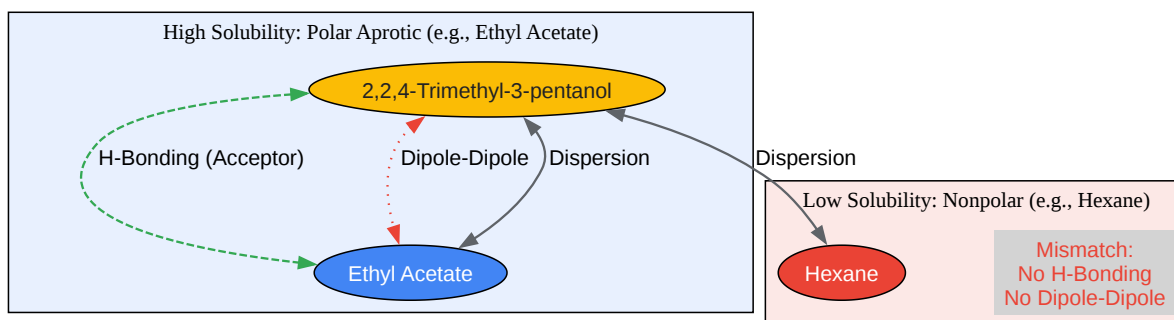 High Solubility: Polar Aprotic (e.g., Ethyl Acetate)
2,2,4-Trimethyl-3-pentanol
H-Bonding (Acceptor)
Dipole-Dipole
Dispersion
Dispersion
Ethyl Acetate
Low Solubility: Nonpolar (e.g., Hexane)
Hexane
Mismatch:
No H-Bonding
No Dipole-Dipole